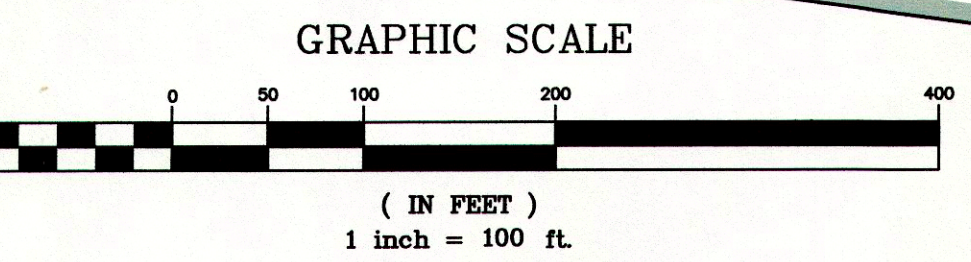 GRAPHIC SCALE
0 50 100 200 400
( IN FEET )
1 inch = 100 ft.